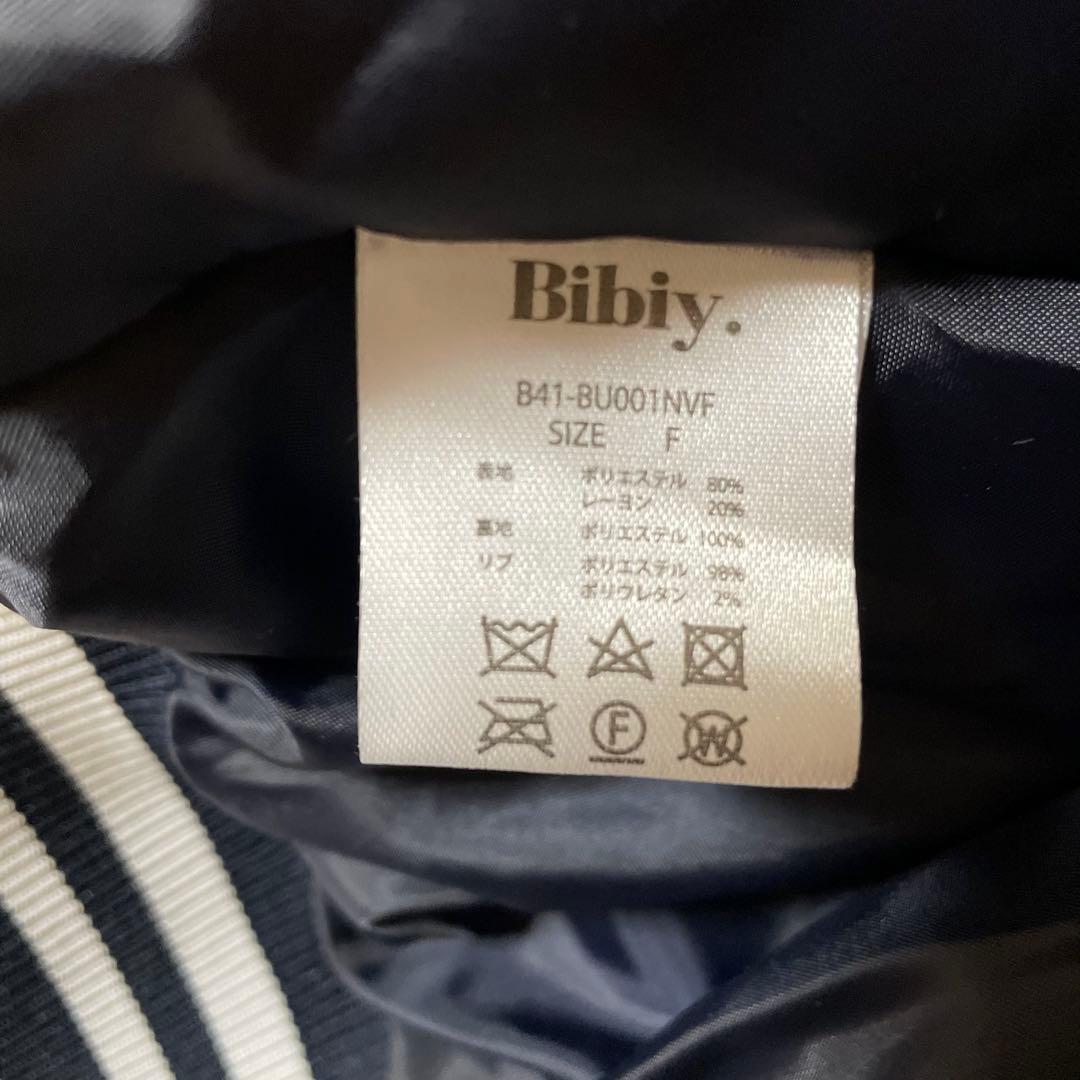 Bibiy.
B41-BU001NVF
SIZE F
表地 ポリエステル 80%
レーヨン 20%
裏地 ポリエステル 100%
リブ ポリエステル 98%
ポリウレタン 2%
F
W